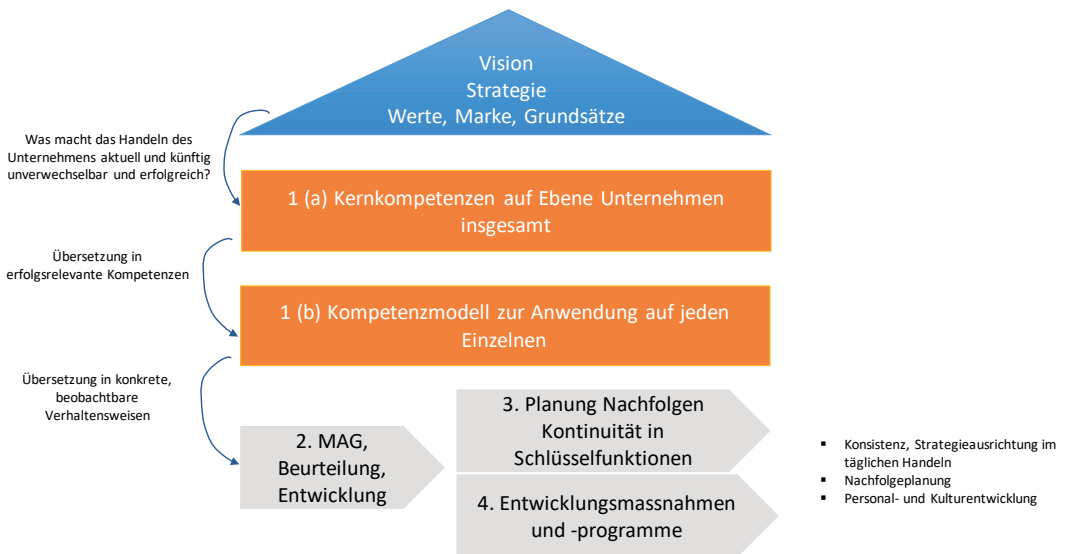 Vision
Strategie
Werte, Marke, Grundsätze
Was macht das Handeln des
Unternehmens aktuell und künftig
unverwechselbar und erfolgreich?
1 (a) Kernkompetenzen auf Ebene Unternehmen
insgesamt
Übersetzung in
erfolgsrelevante Kompetenzen
1 (b) Kompetenzmodell zur Anwendung auf jeden
Einzelnen
Übersetzung in konkrete,
beobachtbare
Verhaltensweisen
2. MAG,
Beurteilung,
Entwicklung
3. Planung Nachfolgen
Kontinuität in
Schlüsselfunktionen
4. Entwicklungsmassnahmen
und -programme
▪ Konsistenz, Strategieausrichtung im
täglichen Handeln
▪ Nachfolgeplanung
▪ Personal- und Kulturentwicklung